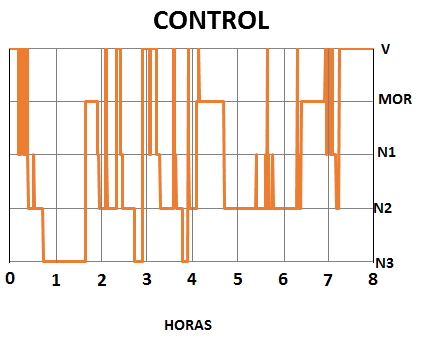 CONTROL
V
MOR
N1
N2
N3
0 1 2 3 4 5 6 7 8
HORAS